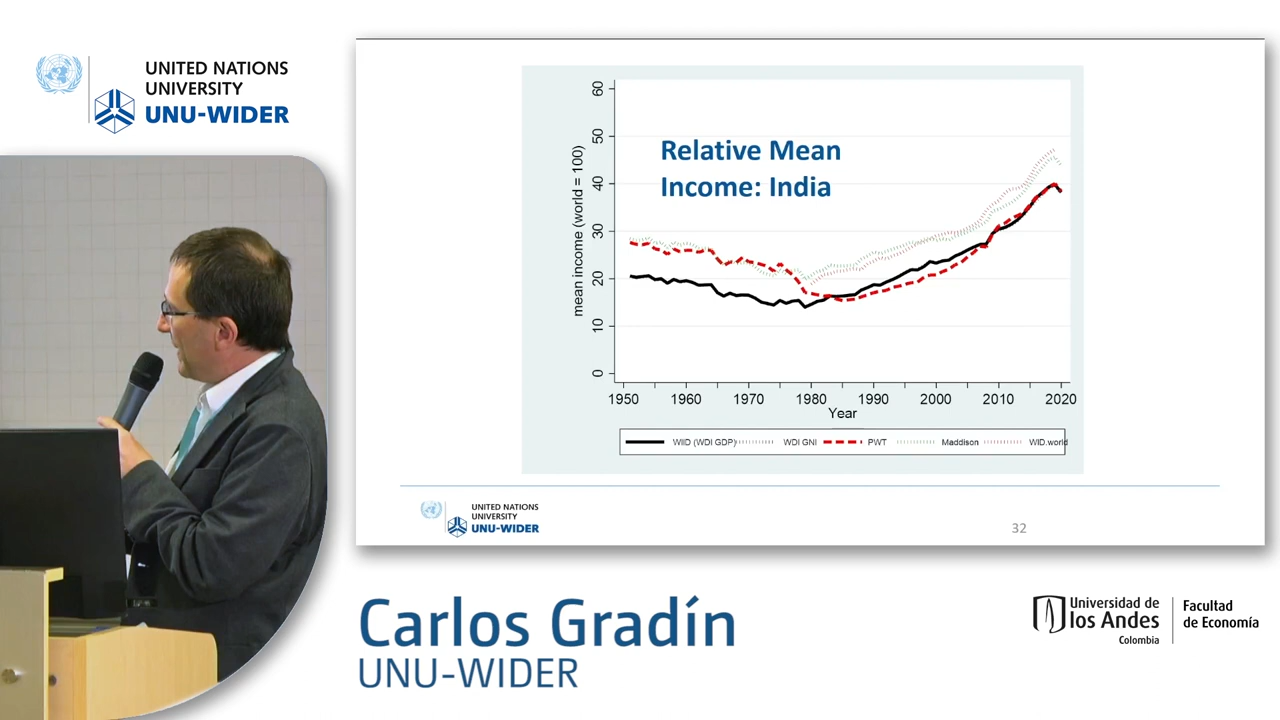 UNITED NATIONS
UNIVERSITY
UNU-WIDER
Relative Mean
Income: India
mean income (world = 100)
60
50
40
30
20
10
0
1950 1960 1970 1980 1990 2000 2010 2020
Year
WIID (WDI GDP) WDI GNI PWT Maddison WID.world
UNITED NATIONS
UNIVERSITY
UNU-WIDER
32
Carlos Gradín
UNU-WIDER
Universidad de
los Andes
Colombia
Facultad
de Economía